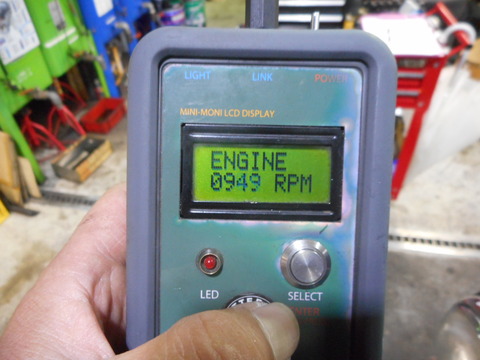 LIGHT LINK POWER
MINI-MONI LCD DISPLAY
ENGINE
0949 RPM
LED SELECT